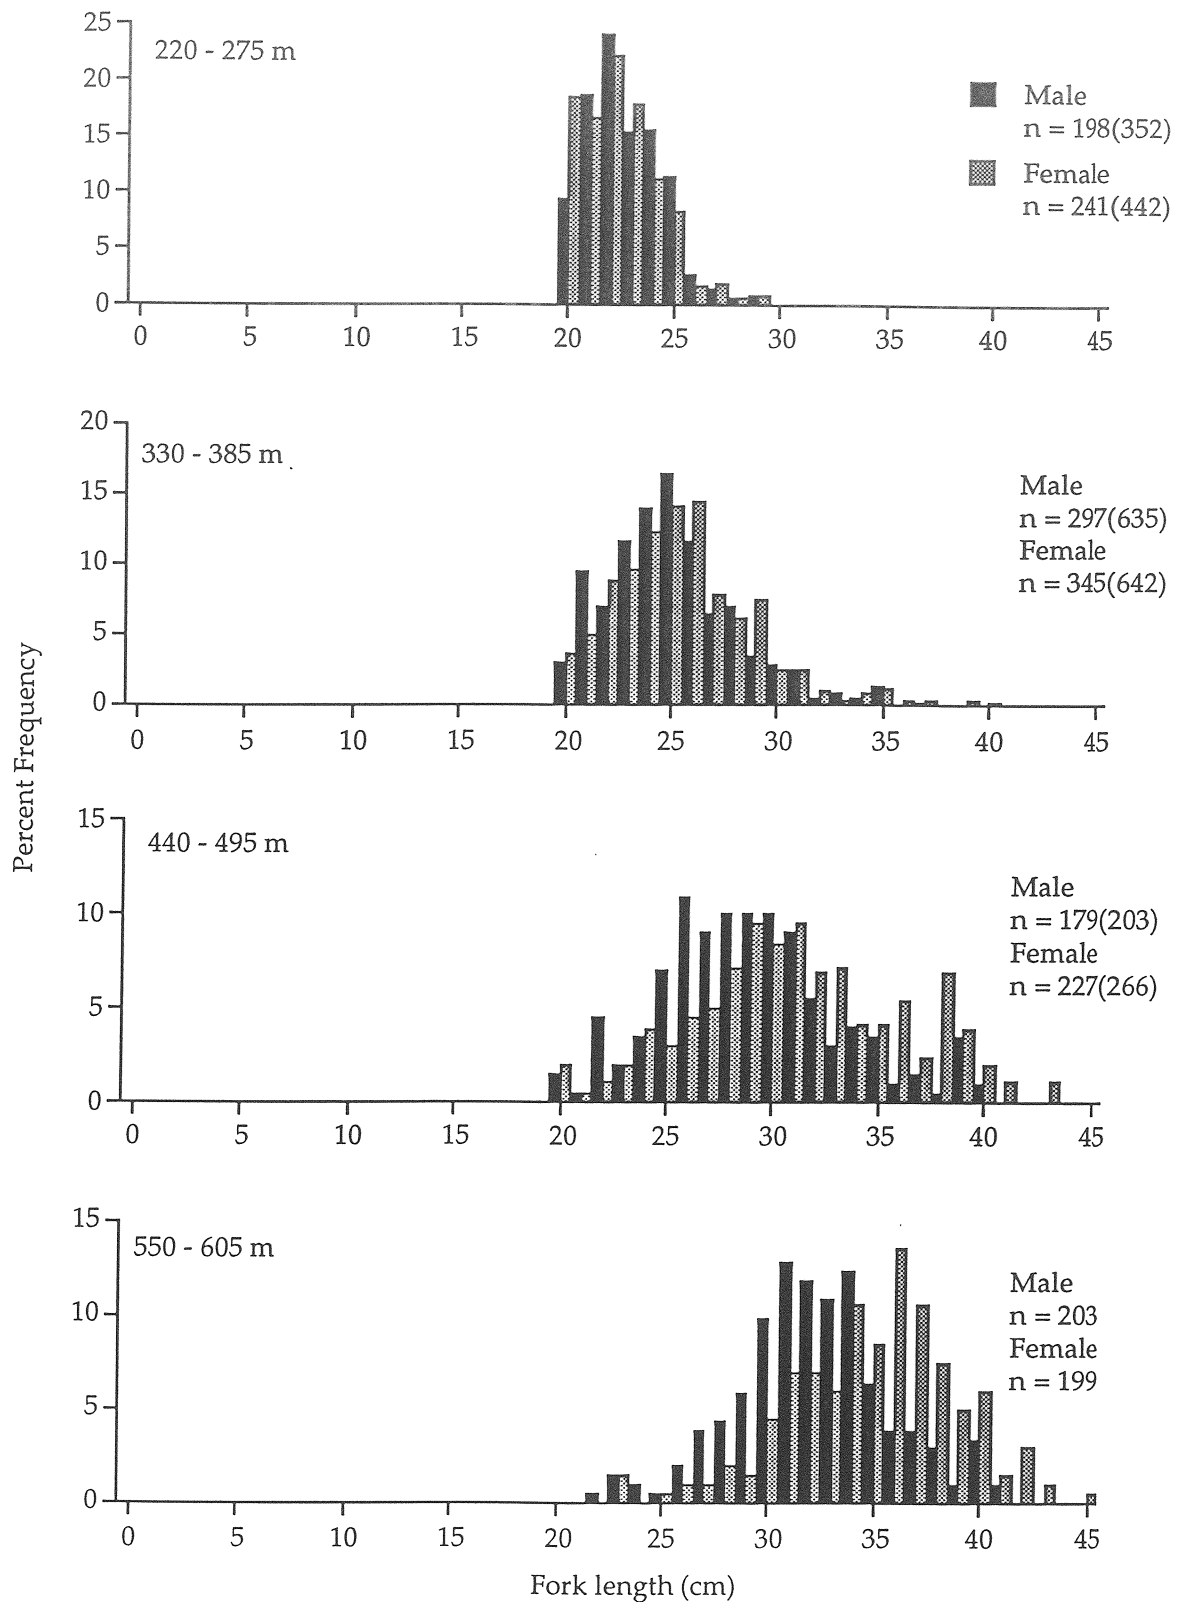 25
220 - 275 m
20
15
10
5
0
Male
n = 198(352)
Female
n = 241(442)
0 5 10 15 20 25 30 35 40 45
20
330 - 385 m
15
10
5
0
Male
n = 297(635)
Female
n = 345(642)
0 5 10 15 20 25 30 35 40 45
Percent Frequency
15
440 - 495 m
10
5
0
Male
n = 179(203)
Female
n = 227(266)
0 5 10 15 20 25 30 35 40 45
15
550 - 605 m
10
5
0
Male
n = 203
Female
n = 199
0 5 10 15 20 25 30 35 40 45
Fork length (cm)